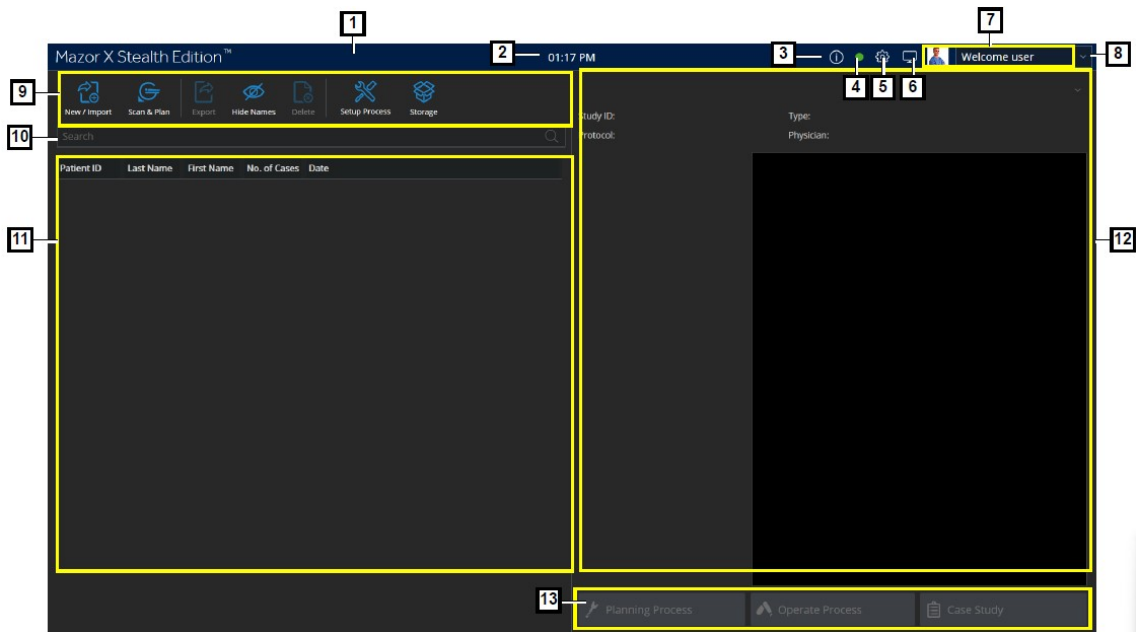 1
7
Mazor X Stealth Edition™
2
01:17 PM
3
Welcome user
8
4
5
6
9
New / Import
Scan & Plan
Export
Hide Names
Delete
Setup Process
Storage
Study ID:
Type:
10
Search
Protocol:
Physician:
Patient ID
Last Name
First Name
No. of Cases
Date
11
12
13
Planning Process
Operate Process
Case Study